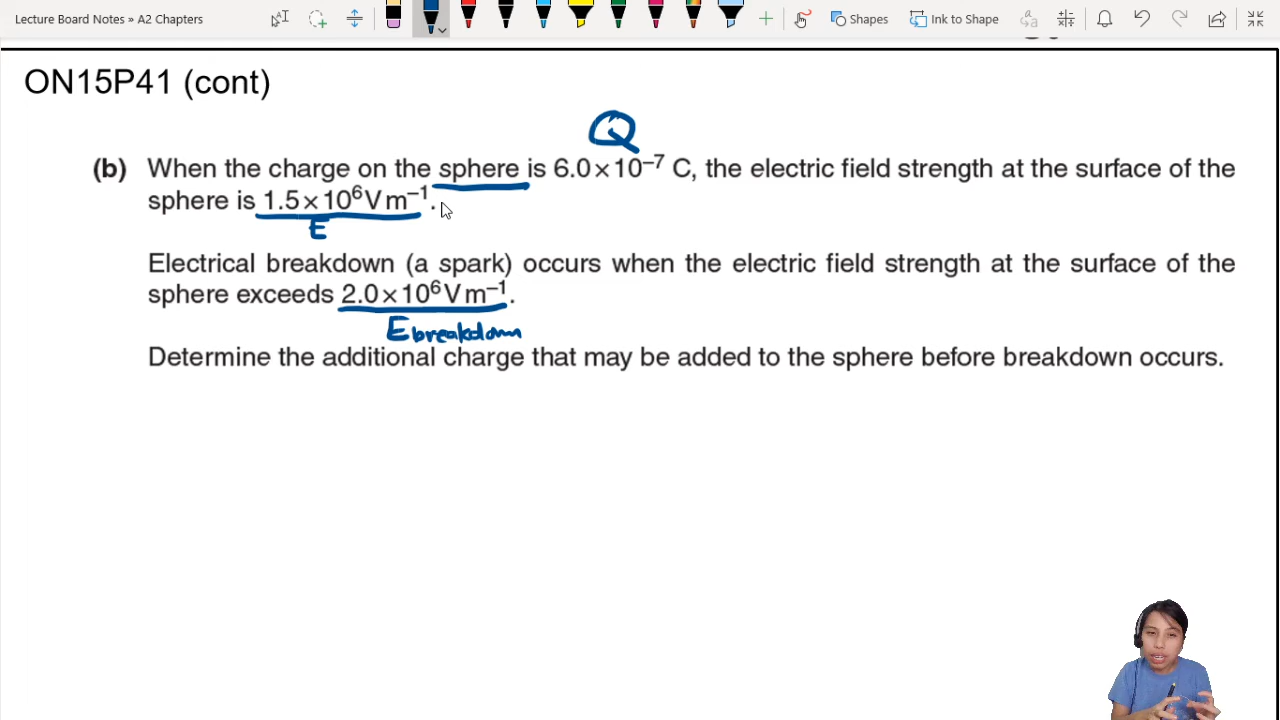 Lecture Board Notes » A2 Chapters
Shapes
Ink to Shape
ON15P41 (cont)
Q
(b) When the charge on the sphere is 6.0×10⁻⁷ C, the electric field strength at the surface of the
sphere is 1.5×10⁶ V m⁻¹.
E
Electrical breakdown (a spark) occurs when the electric field strength at the surface of the
sphere exceeds 2.0×10⁶ V m⁻¹.
Ebreakdown
Determine the additional charge that may be added to the sphere before breakdown occurs.